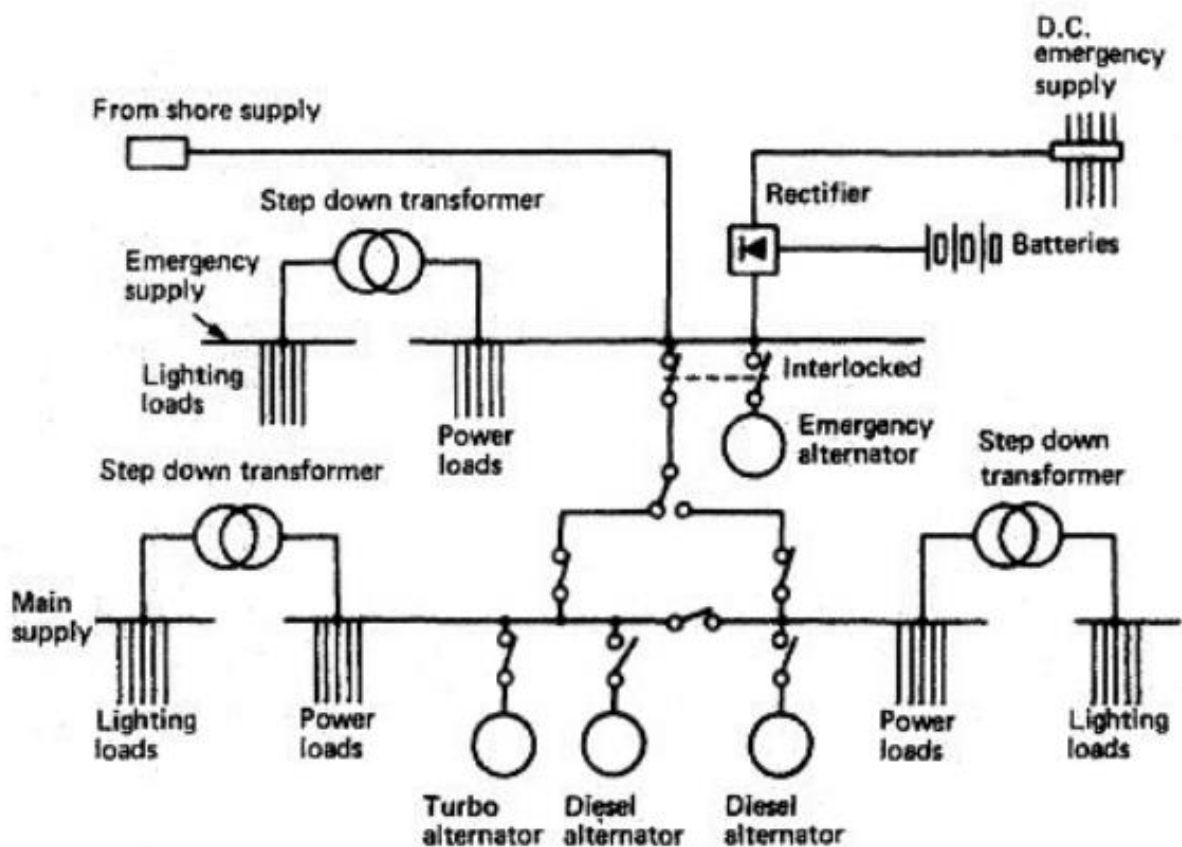 D.C.
emergency
supply
From shore supply
Rectifier
Step down transformer
Batteries
Emergency
supply
Interlocked
Lighting
loads
Power
loads
Emergency
alternator
Step down
transformer
Step down transformer
Main
supply
Lighting
loads
Power
loads
Power
loads
Lighting
loads
Turbo
alternator
Diesel
alternator
Diesel
alternator